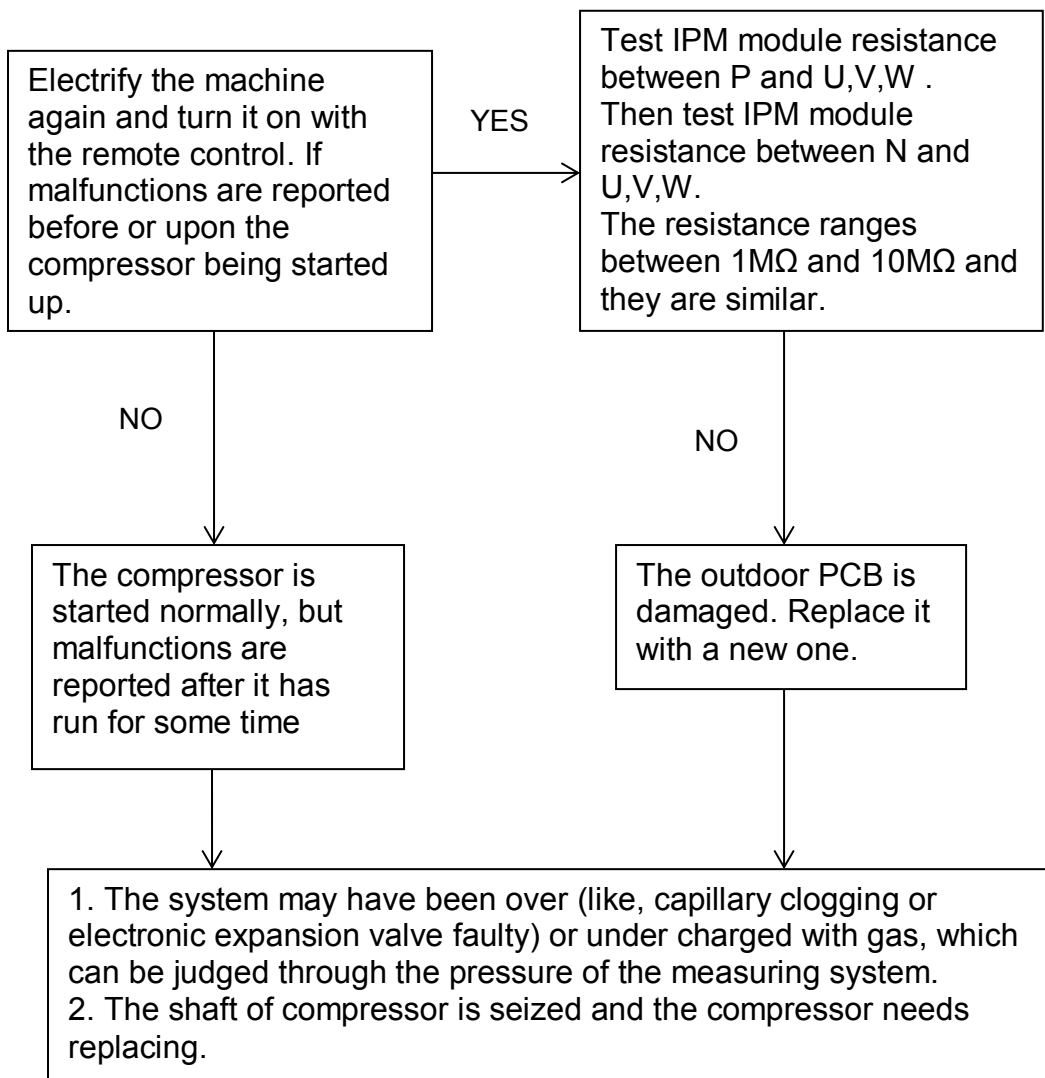 Electrify the machine
again and turn it on with
the remote control. If
malfunctions are reported
before or upon the
compressor being started
up.
YES
Test IPM module resistance
between P and U,V,W .
Then test IPM module
resistance between N and
U,V,W.
The resistance ranges
between 1MΩ and 10MΩ and
they are similar.
NO
NO
The compressor is
started normally, but
malfunctions are
reported after it has
run for some time
The outdoor PCB is
damaged. Replace it
with a new one.
1. The system may have been over (like, capillary clogging or
electronic expansion valve faulty) or under charged with gas, which
can be judged through the pressure of the measuring system.
2. The shaft of compressor is seized and the compressor needs
replacing.